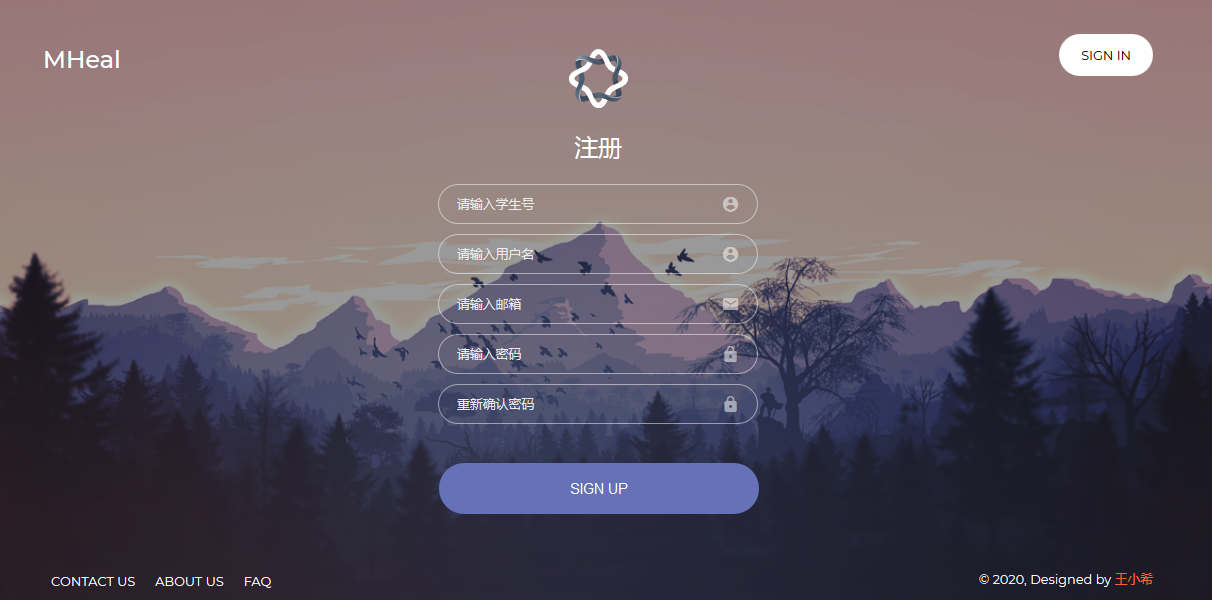 MHeal
SIGN IN
注册
请输入学生号
请输入用户名
请输入邮箱
请输入密码
重新确认密码
SIGN UP
CONTACT US ABOUT US FAQ
© 2020, Designed by 王小希